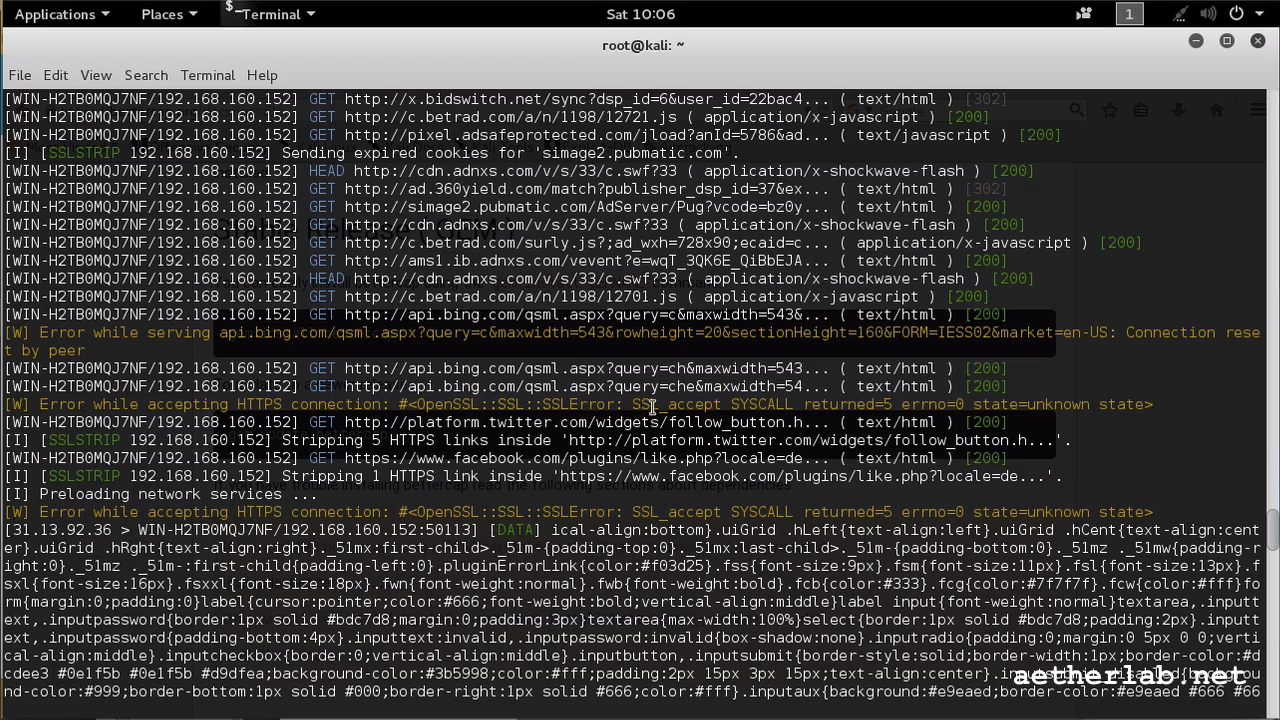 Applications Places Terminal Sat 10:06 1
root@kali: ~
File Edit View Search Terminal Help
[WIN-H2TB0MQJ7NF/192.168.160.152] GET http://x.bidswitch.net/sync?dsp_id=6&user_id=22bac4... ( text/html ) [302]
[WIN-H2TB0MQJ7NF/192.168.160.152] GET http://c.betrad.com/a/n/1198/12721.js ( application/x-javascript ) [200]
[WIN-H2TB0MQJ7NF/192.168.160.152] GET http://pixel.adsafeprotected.com/jload?anId=5786&ad... ( text/javascript ) [200]
[I] [SSLSTRIP 192.168.160.152] Sending expired cookies for 'simage2.pubmatic.com'.
[WIN-H2TB0MQJ7NF/192.168.160.152] HEAD http://cdn.adnxs.com/v/s/33/c.swf?33 ( application/x-shockwave-flash ) [200]
[WIN-H2TB0MQJ7NF/192.168.160.152] GET http://ad.360yield.com/match?publisher_dsp_id=37&ex... ( text/html ) [302]
[WIN-H2TB0MQJ7NF/192.168.160.152] GET http://simage2.pubmatic.com/AdServer/Pug?vcode=bz0y... ( text/html ) [200]
[WIN-H2TB0MQJ7NF/192.168.160.152] GET http://cdn.adnxs.com/v/s/33/c.swf?33 ( application/x-shockwave-flash ) [200]
[WIN-H2TB0MQJ7NF/192.168.160.152] GET http://c.betrad.com/surly.js?;ad_wxh=728x90;ecaid=c... ( application/x-javascript ) [200]
[WIN-H2TB0MQJ7NF/192.168.160.152] GET http://ams1.ib.adnxs.com/vevent?e=wqT_3QK6E_QiBbEJA... ( text/html ) [200]
[WIN-H2TB0MQJ7NF/192.168.160.152] HEAD http://cdn.adnxs.com/v/s/33/c.swf?33 ( application/x-shockwave-flash ) [200]
[WIN-H2TB0MQJ7NF/192.168.160.152] GET http://c.betrad.com/a/n/1198/12701.js ( application/x-javascript ) [200]
[WIN-H2TB0MQJ7NF/192.168.160.152] GET http://api.bing.com/qsml.aspx?query=c&maxwidth=543&... ( text/html ) [200]
[W] Error while serving api.bing.com/qsml.aspx?query=c&maxwidth=543&rowheight=20&sectionHeight=160&FORM=IESS02&market=en-US: Connection rese
t by peer
[WIN-H2TB0MQJ7NF/192.168.160.152] GET http://api.bing.com/qsml.aspx?query=ch&maxwidth=543... ( text/html ) [200]
[WIN-H2TB0MQJ7NF/192.168.160.152] GET http://api.bing.com/qsml.aspx?query=che&maxwidth=54... ( text/html ) [200]
[W] Error while accepting HTTPS connection: #<OpenSSL::SSL::SSLError: SSL_accept SYSCALL returned=5 errno=0 state=unknown state>
[WIN-H2TB0MQJ7NF/192.168.160.152] GET http://platform.twitter.com/widgets/follow_button.h... ( text/html ) [200]
[I] [SSLSTRIP 192.168.160.152] Stripping 5 HTTPS links inside 'http://platform.twitter.com/widgets/follow_button.h...'.
[WIN-H2TB0MQJ7NF/192.168.160.152] GET https://www.facebook.com/plugins/like.php?locale=de... ( text/html ) [200]
[I] [SSLSTRIP 192.168.160.152] Stripping 1 HTTPS link inside 'https://www.facebook.com/plugins/like.php?locale=de...'.
[I] Preloading network services ...
[W] Error while accepting HTTPS connection: #<OpenSSL::SSL::SSLError: SSL_accept SYSCALL returned=5 errno=0 state=unknown state>
[31.13.92.36 > WIN-H2TB0MQJ7NF/192.168.160.152:50113] [DATA] ical-align:bottom}.uiGrid .hLeft{text-align:left}.uiGrid .hCent{text-align:cent
er}.uiGrid .hRght{text-align:right}._51mx:first-child>._51m-{padding-top:0}._51mx:last-child>._51m-{padding-bottom:0}._51mz ._51mw{padding-r
ight:0}._51mz ._51m-:first-child{padding-left:0}.pluginErrorLink{color:#f03d25}.fss{font-size:9px}.fsm{font-size:11px}.fsl{font-size:13px}.f
sxl{font-size:16px}.fsxxl{font-size:18px}.fwn{font-weight:normal}.fwb{font-weight:bold}.fcb{color:#333}.fcg{color:#7f7f7f}.fcw{color:#fff}fo
rm{margin:0;padding:0}label{cursor:pointer;color:#666;font-weight:bold;vertical-align:middle}label input{font-weight:normal}textarea,.inputt
ext,.inputpassword{border:1px solid #bdc7d8;margin:0;padding:3px}textarea{max-width:100%}select{border:1px solid #bdc7d8;padding:2px}.inputt
ext,.inputpassword{padding-bottom:4px}.inputtext:invalid,.inputpassword:invalid{box-shadow:none}.inputradio{padding:0;margin:0 5px 0 0;verti
cal-align:middle}.inputcheckbox{border:0;vertical-align:middle}.inputbutton,.inputsubmit{border-style:solid;border-width:1px;border-color:#d
cdee3 #0e1f5b #0e1f5b #d9dfea;background-color:#3b5998;color:#fff;padding:2px 15px 3px 15px;text-align:center}
nd-color:#999;border-bottom:1px solid #000;border-right:1px solid #666;color:#fff}.inputaux{background:#e9eaed;border-color:#e9eaed #666 #66
aetherlab.net